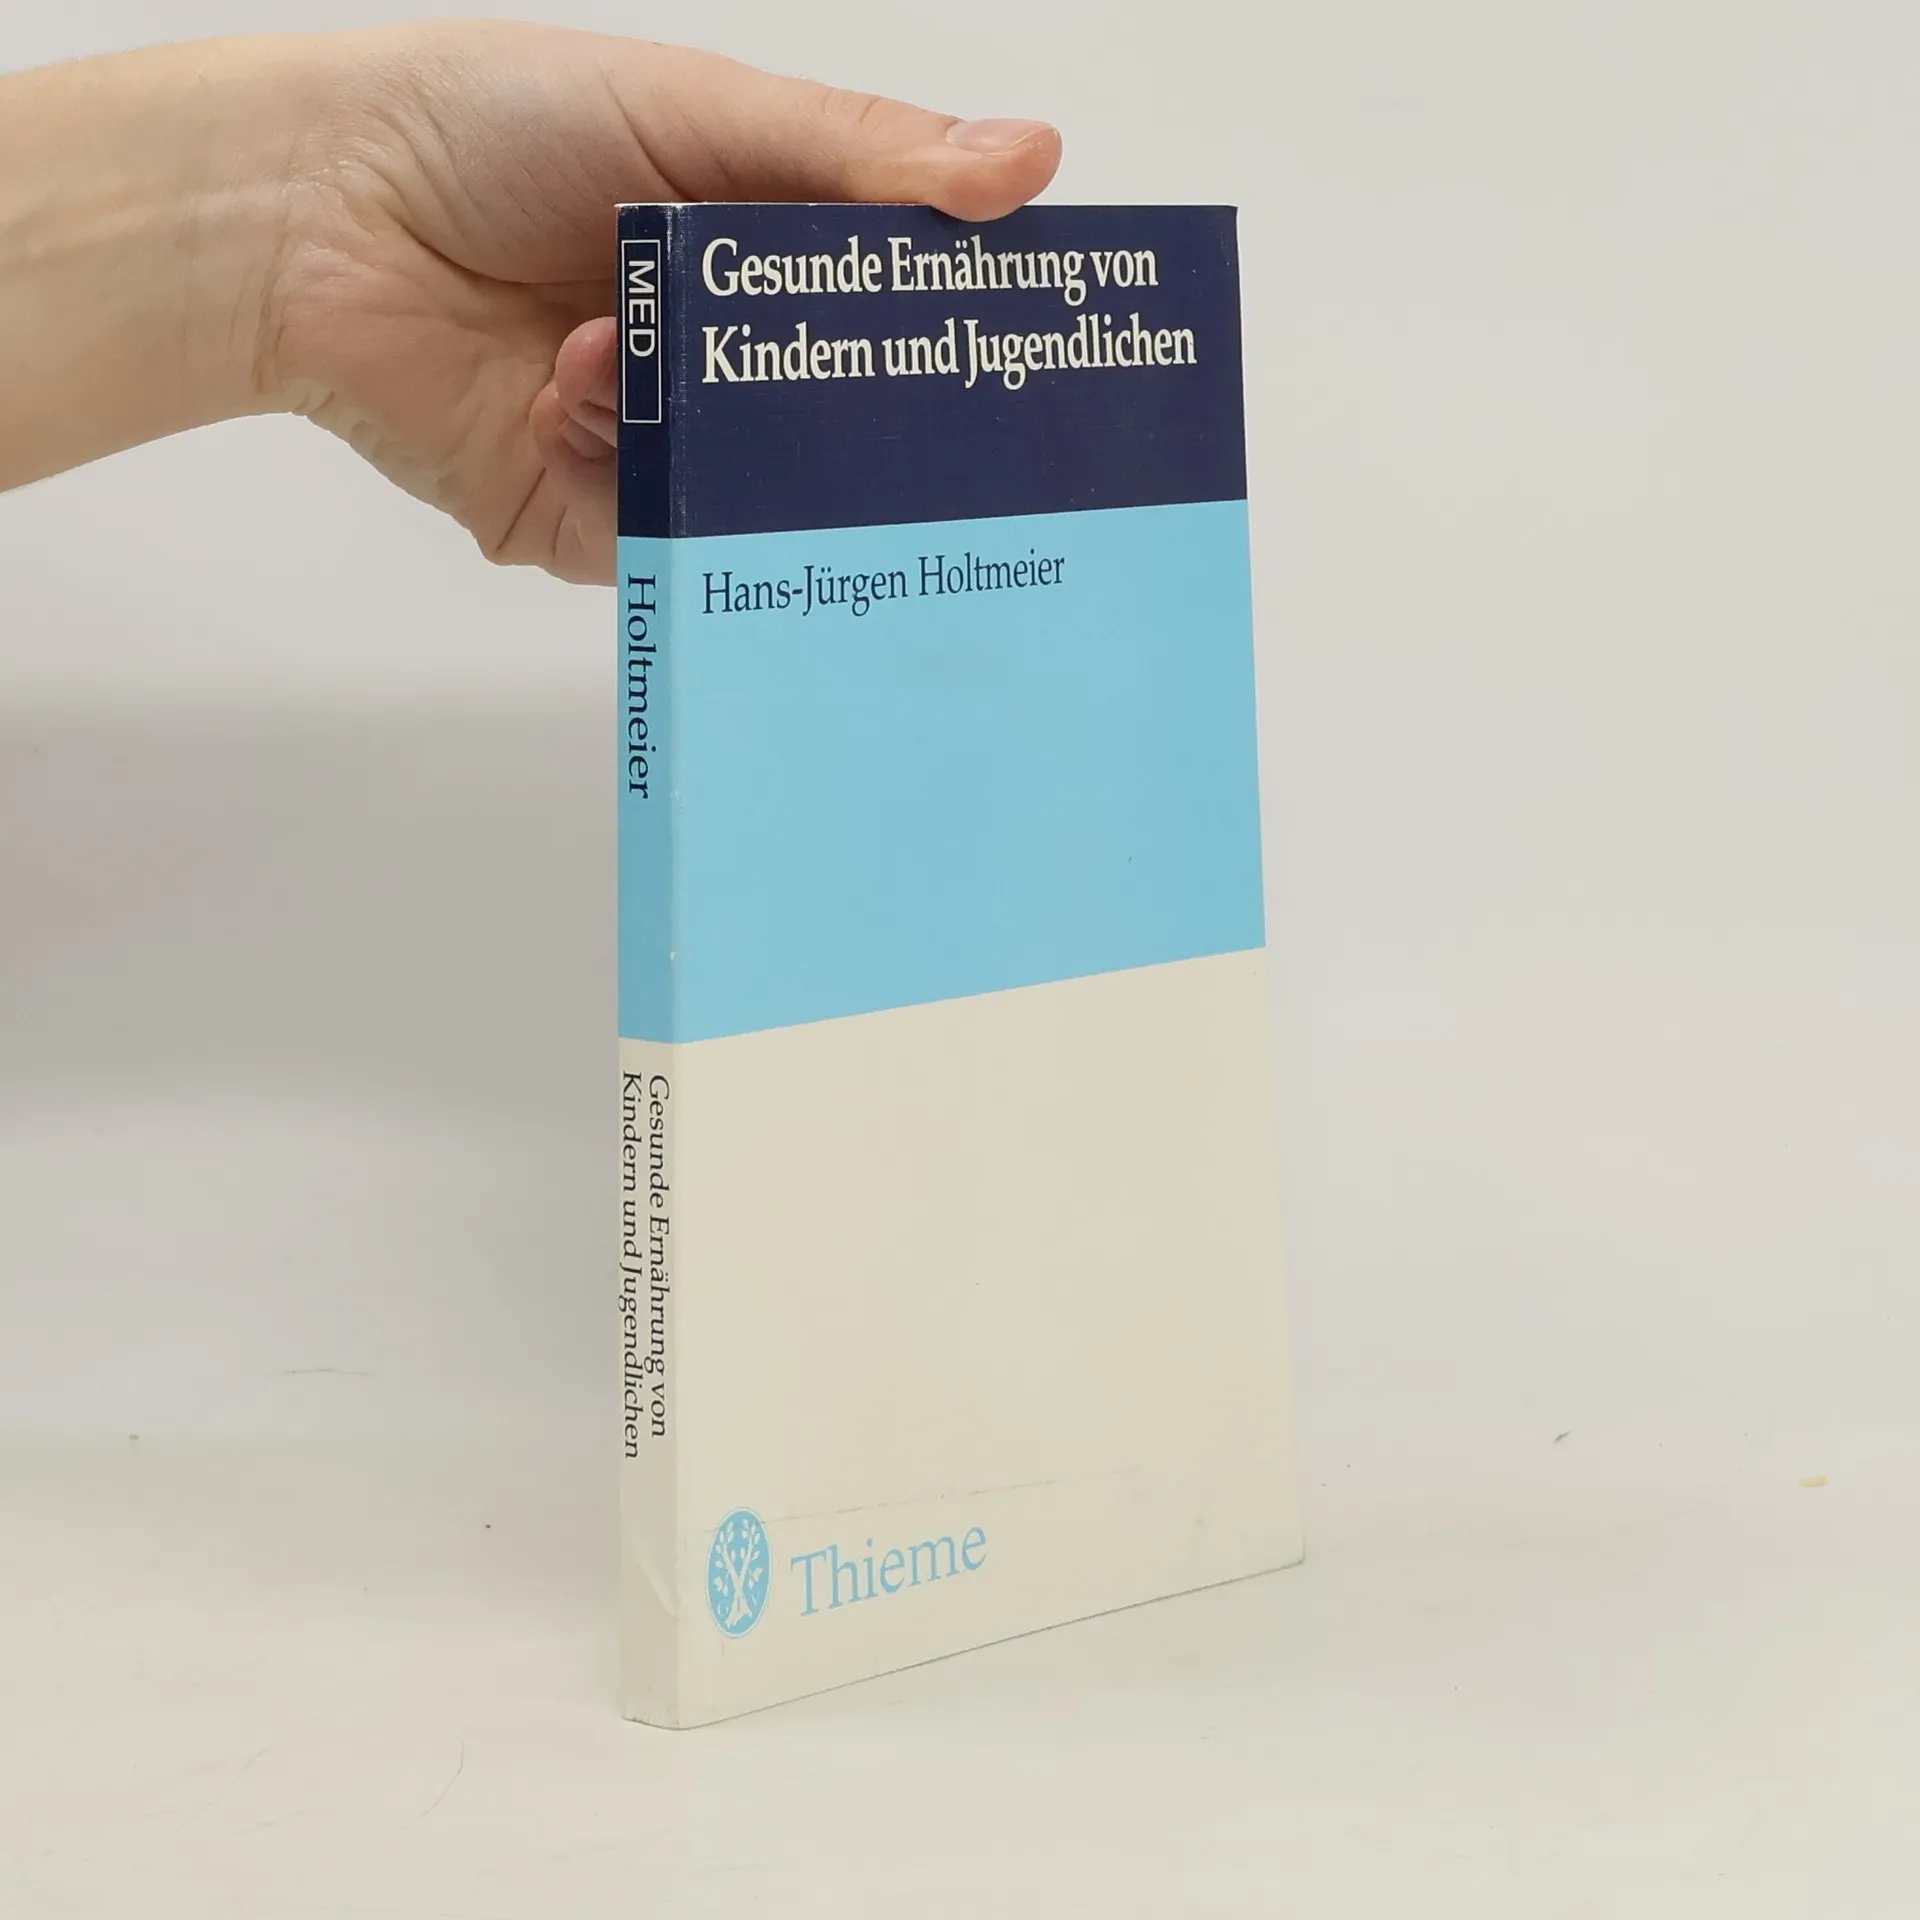 Gesunde Ernährung von
Kindern und Jugendlichen
Hans-Jürgen Holtmeier
Thieme
MED
Holtmeier
Gesunde Ernährung von
Kindern und Jugendlichen